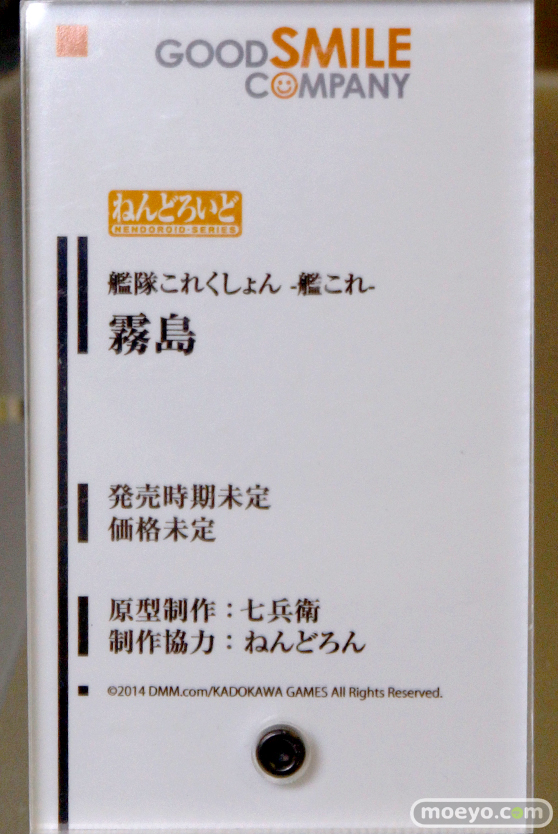 GOODSMILE
COMPANY
ねんどろいど
NENDOROID-SERIES
艦隊これくしょん -艦これ-
霧島
発売時期未定
価格未定
原型制作：七兵衛
制作協力：ねんどろん
©2014 DMM.com/KADOKAWA GAMES All Rights Reserved.
moeyo.com